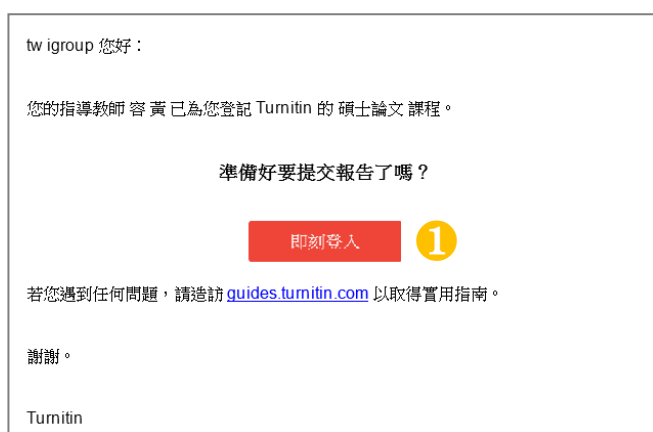 tw igroup 您好：
您的指導教師 容 黃 已為您登記 Turnitin 的 碩士論文 課程。
準備好要提交報告了嗎？
即刻登入 1
若您遇到任何問題，請造訪 guides.turnitin.com 以取得實用指南。
謝謝。
Turnitin